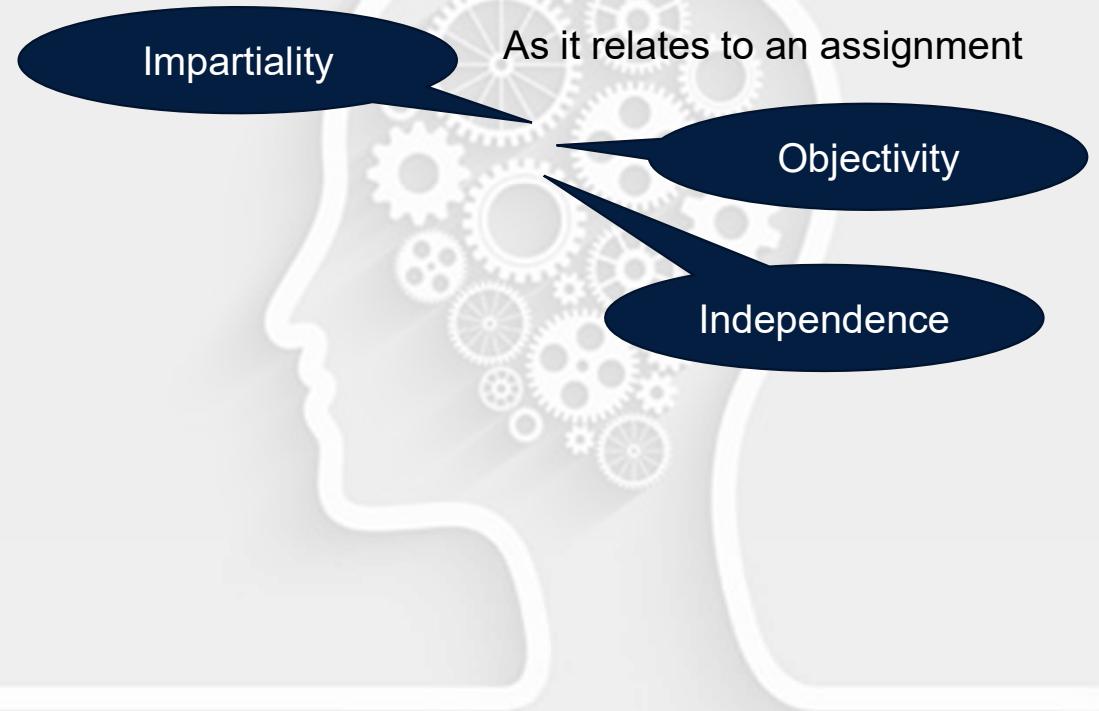 As it relates to an assignment
Impartiality
Objectivity
Independence